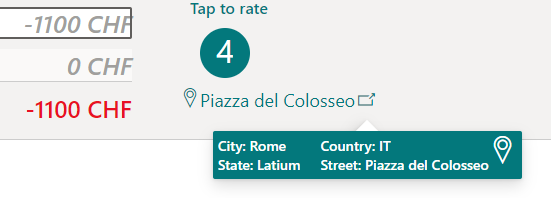 Tap to rate
-1100 CHF
4
0 CHF
Piazza del Colosseo
-1100 CHF
City: Rome Country: IT
State: Latium Street: Piazza del Colosseo